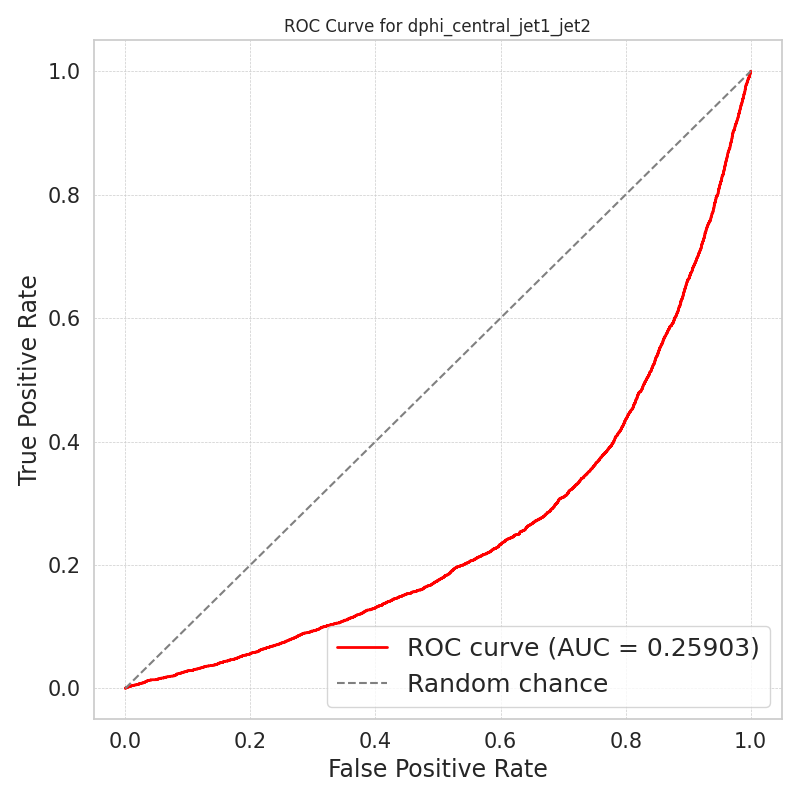 ROC Curve for dphi_central_jet1_jet2
1.0
0.8
0.6
0.4
0.2
0.0
True Positive Rate
ROC curve (AUC = 0.25903)
Random chance
0.0 0.2 0.4 0.6 0.8 1.0
False Positive Rate